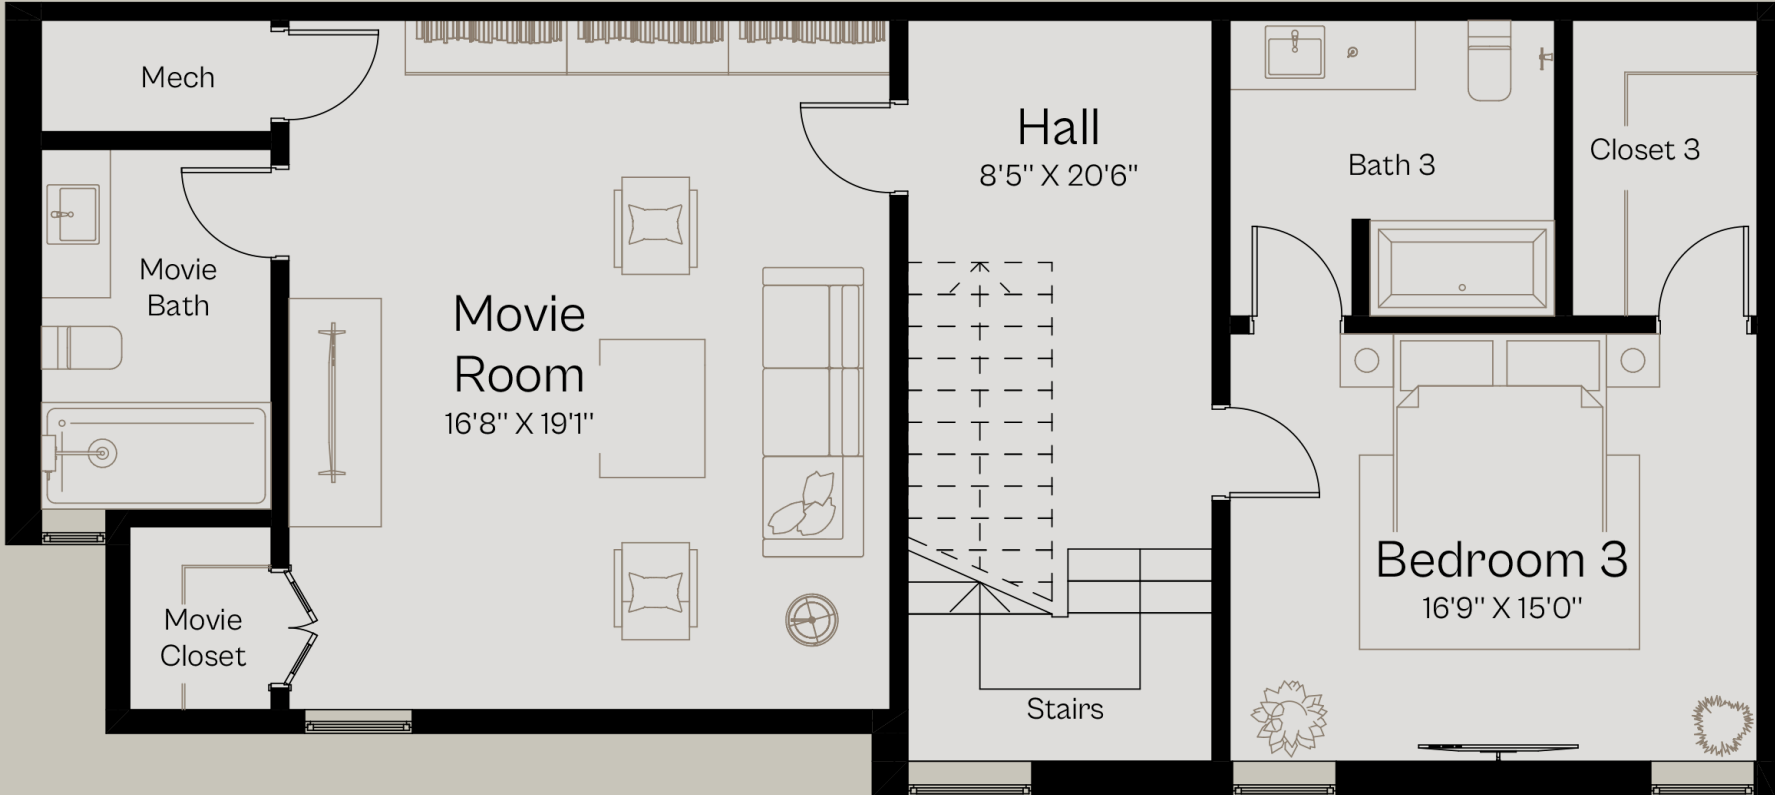 Mech
Hall
8'5" X 20'6"
Bath 3
Closet 3
Movie
Bath
Movie
Room
16'8" X 19'1"
Bedroom 3
16'9" X 15'0"
Movie
Closet
Stairs